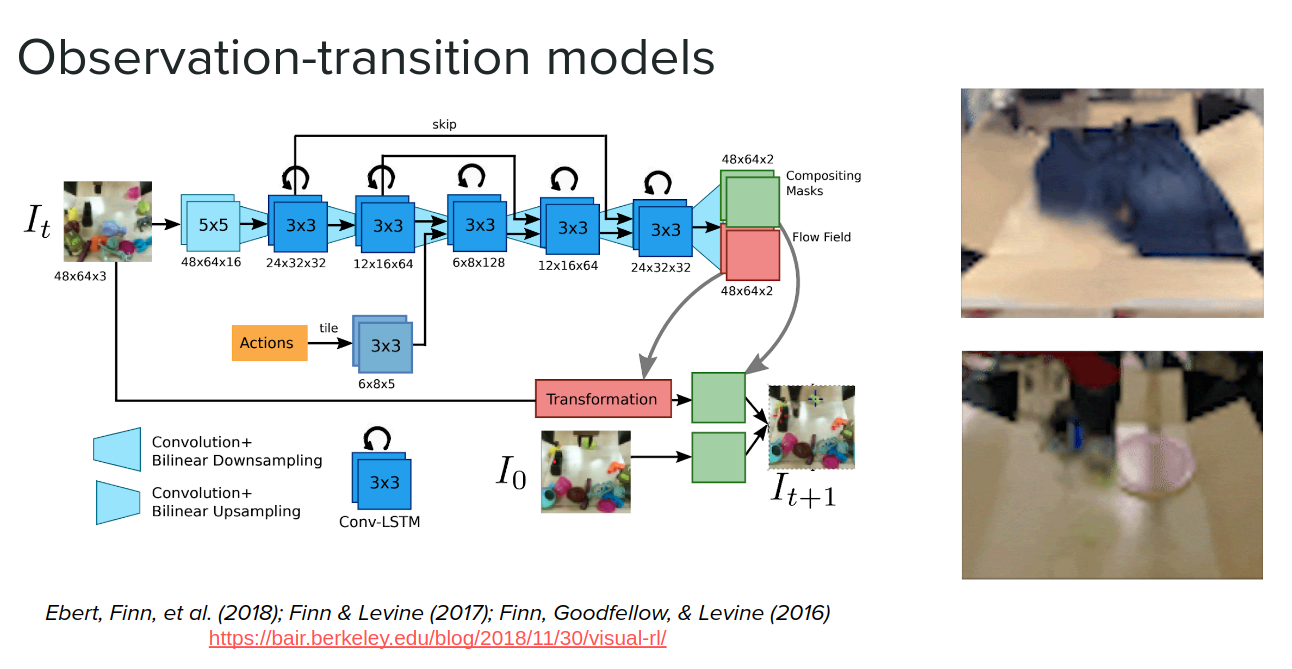 Observation-transition models
skip
48x64x2
Compositing
Masks
I_t
5x5
3x3
3x3
3x3
3x3
3x3
Flow Field
48x64x3
48x64x16
24x32x32
12x16x64
6x8x128
12x16x64
24x32x32
48x64x2
Actions
tile
3x3
6x8x5
Transformation
Convolution+
Bilinear Downsampling
Convolution+
Bilinear Upsampling
3x3
Conv-LSTM
I_0
I_{t+1}
Ebert, Finn, et al. (2018); Finn & Levine (2017); Finn, Goodfellow, & Levine (2016)
https://bair.berkeley.edu/blog/2018/11/30/visual-rl/